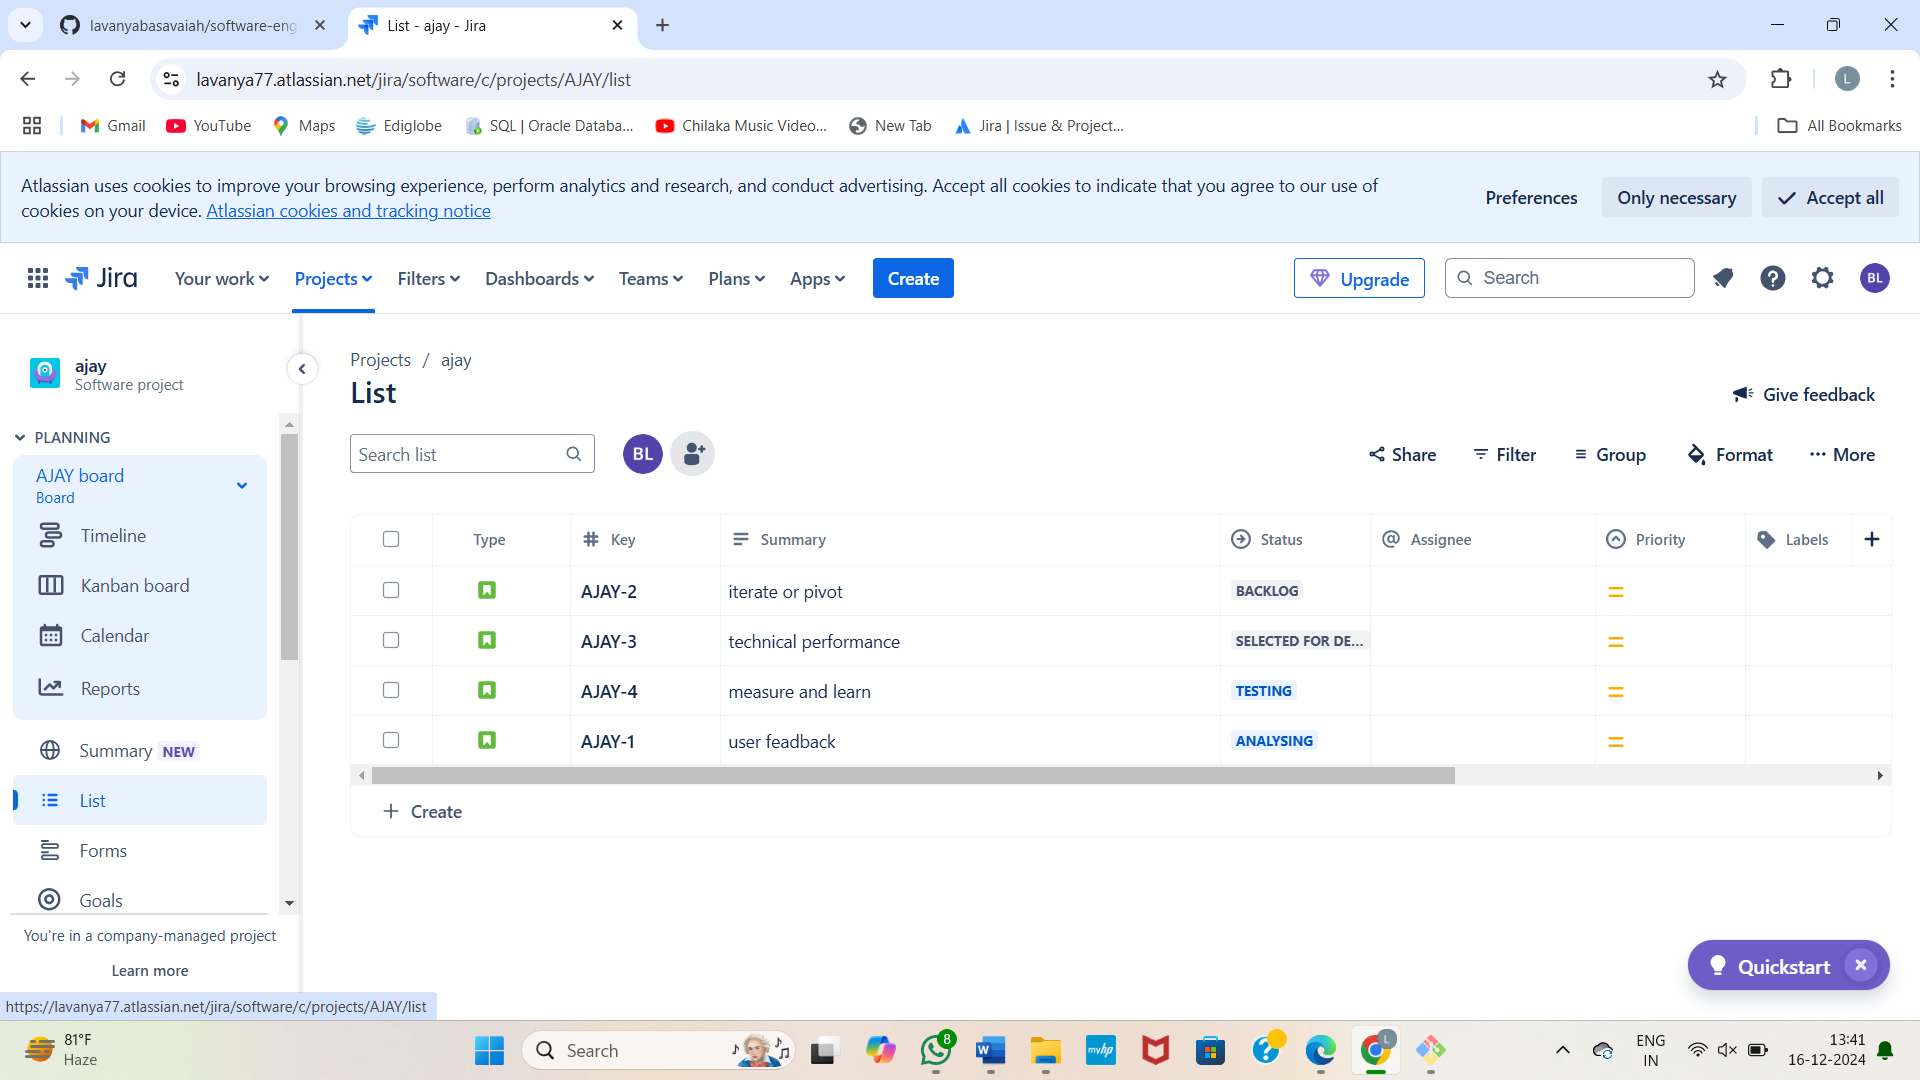 lavanyabasavaiah/software-eng
List - ajay - Jira
lavanya77.atlassian.net/jira/software/c/projects/AJAY/list
L
Gmail
YouTube
Maps
Ediglobe
SQL | Oracle Databa...
Chilaka Music Video...
New Tab
Jira | Issue & Project...
All Bookmarks
Atlassian uses cookies to improve your browsing experience, perform analytics and research, and conduct advertising. Accept all cookies to indicate that you agree to our use of
cookies on your device. Atlassian cookies and tracking notice
Preferences
Only necessary
Accept all
Jira
Your work
Projects
Filters
Dashboards
Teams
Plans
Apps
Create
Upgrade
Search
BL
ajay
Software project
PLANNING
AJAY board
Board
Timeline
Kanban board
Calendar
Reports
Summary NEW
List
Forms
Goals
You're in a company-managed project
Learn more
Projects / ajay
List
Give feedback
Search list
BL
Share
Filter
Group
Format
More
Type Key Summary Status Assignee Priority Labels
AJAY-2 iterate or pivot BACKLOG
AJAY-3 technical performance SELECTED FOR DE...
AJAY-4 measure and learn TESTING
AJAY-1 user feadback ANALYSING
Create
Quickstart
https://lavanya77.atlassian.net/jira/software/c/projects/AJAY/list
81°F
Haze
Search
8
myhp
L
ENG
IN
13:41
16-12-2024